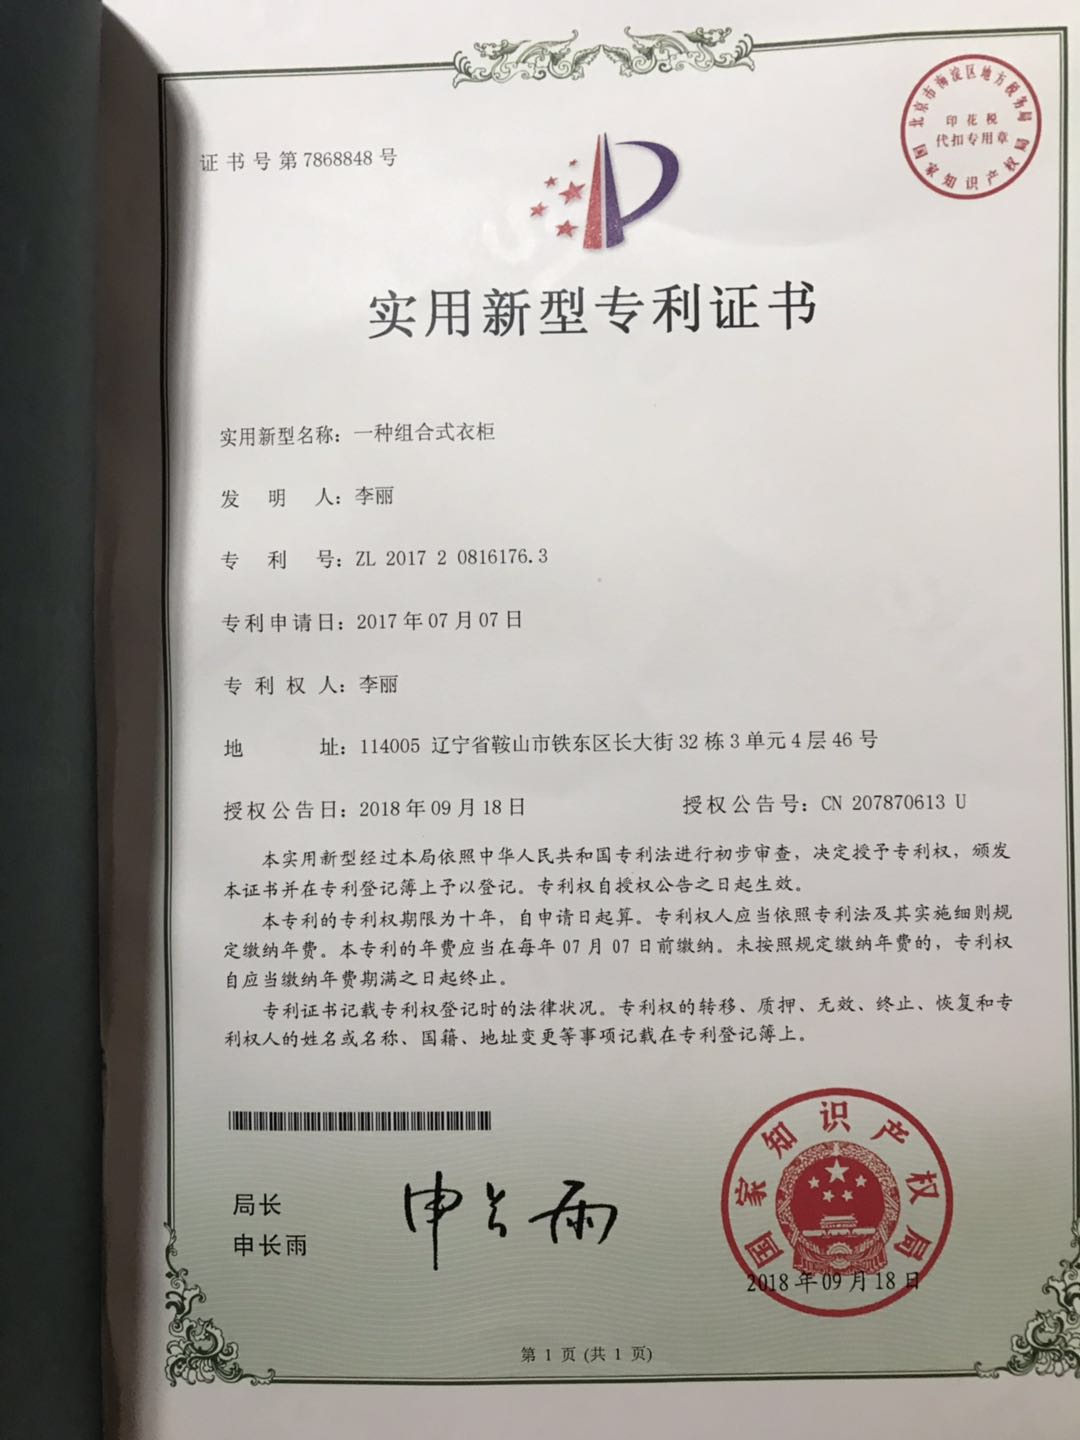 北京市海淀区地方税务局
印花税
代扣专用章
国家知识产权局
证书号第7868848号
实用新型专利证书
实用新型名称：一种组合式衣柜
发明人：李丽
专利号：ZL 2017 2 0816176.3
专利申请日：2017年07月07日
专利权人：李丽
地址：114005 辽宁省鞍山市铁东区长大街32栋3单元4层46号
授权公告日：2018年09月18日 授权公告号：CN 207870613 U
本实用新型经过本局依照中华人民共和国专利法进行初步审查，决定授予专利权，颁发
本证书并在专利登记簿上予以登记。专利权自授权公告之日起生效。
本专利的专利权期限为十年，自申请日起算。专利权人应当依照专利法及其实施细则规
定缴纳年费。本专利的年费应当在每年07月07日前缴纳。未按照规定缴纳年费的，专利权
自应当缴纳年费期满之日起终止。
专利证书记载专利权登记时的法律状况。专利权的转移、质押、无效、终止、恢复和专
利权人的姓名或名称、国籍、地址变更等事项记载在专利登记簿上。
局长
申长雨
申长雨
国家知识产权局
2018年09月18日
第 1 页 (共 1 页)